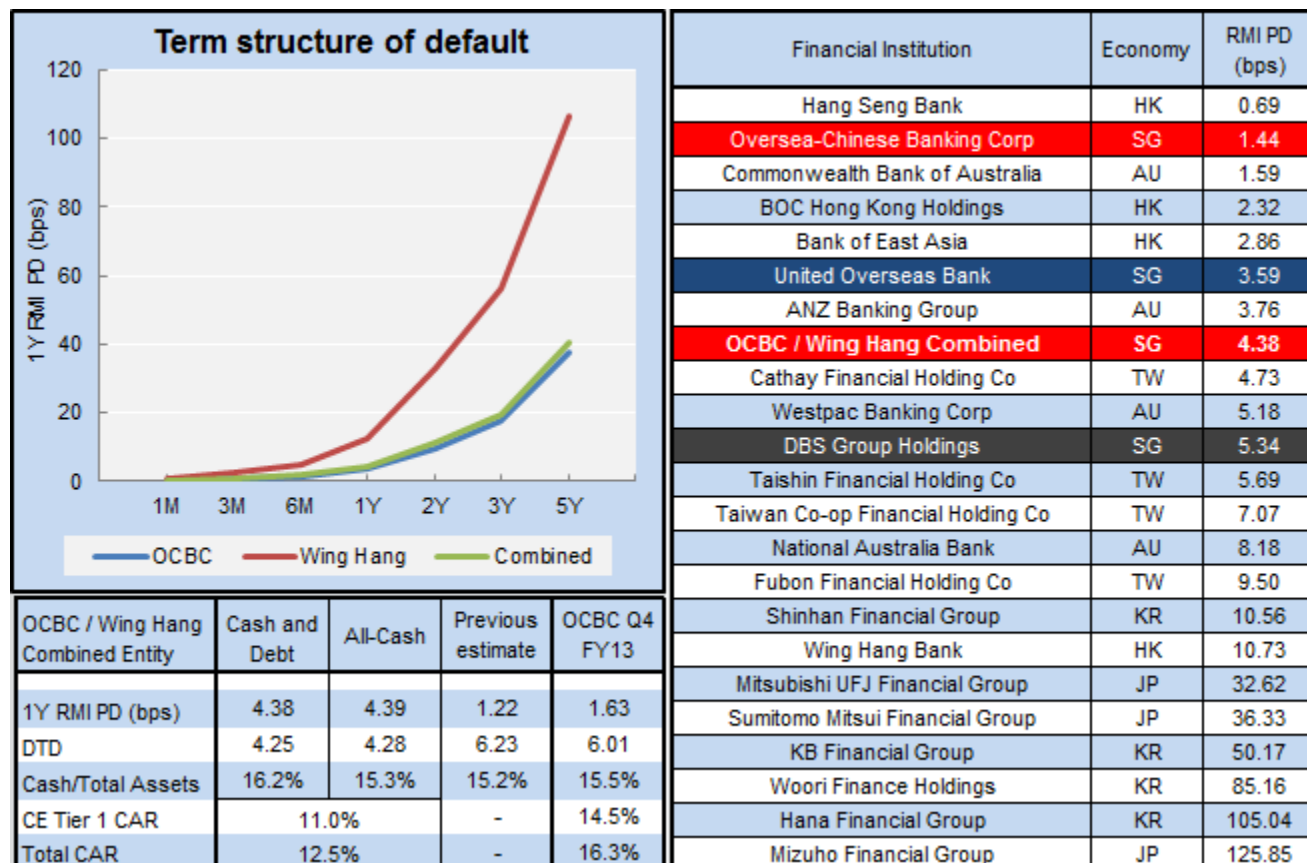 Term structure of default
1Y RMI PD (bps)
120
100
80
60
40
20
0
1M 3M 6M 1Y 2Y 3Y 5Y
OCBC Wing Hang Combined
OCBC / Wing Hang Combined Entity Cash and Debt All-Cash Previous estimate OCBC Q4 FY13
1Y RMI PD (bps) 4.38 4.39 1.22 1.63
DTD 4.25 4.28 6.23 6.01
Cash/Total Assets 16.2% 15.3% 15.2% 15.5%
CE Tier 1 CAR 11.0% - 14.5%
Total CAR 12.5% - 16.3%
Financial Institution Economy RMI PD (bps)
Hang Seng Bank HK 0.69
Oversea-Chinese Banking Corp SG 1.44
Commonwealth Bank of Australia AU 1.59
BOC Hong Kong Holdings HK 2.32
Bank of East Asia HK 2.86
United Overseas Bank SG 3.59
ANZ Banking Group AU 3.76
OCBC / Wing Hang Combined SG 4.38
Cathay Financial Holding Co TW 4.73
Westpac Banking Corp AU 5.18
DBS Group Holdings SG 5.34
Taishin Financial Holding Co TW 5.69
Taiwan Co-op Financial Holding Co TW 7.07
National Australia Bank AU 8.18
Fubon Financial Holding Co TW 9.50
Shinhan Financial Group KR 10.56
Wing Hang Bank HK 10.73
Mitsubishi UFJ Financial Group JP 32.62
Sumitomo Mitsui Financial Group JP 36.33
KB Financial Group KR 50.17
Woori Finance Holdings KR 85.16
Hana Financial Group KR 105.04
Mizuho Financial Group JP 125.85